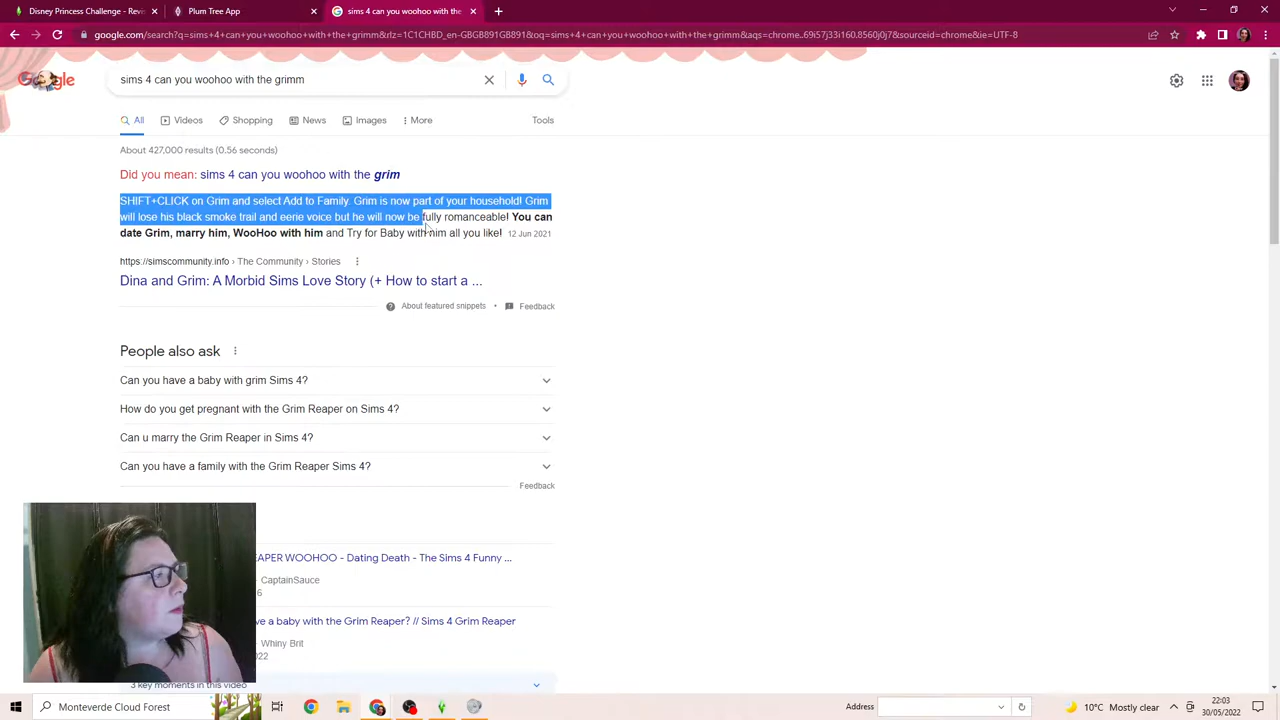 Disney Princess Challenge -
Plum Tree App
sims 4 can you woohoo with the
google.com/search?q=sims+4+can+you+woohoo+with+the+grimm&rlz=1C1CHBD_en-GBGB891GB891&oq=sims+4+can+you+woohoo+with+the+grimm&aqs=chrome..69i57j33i160.8560j0j7&sourceid=chrome&ie=UTF-8
sims 4 can you woohoo with the grimm
All Videos Shopping News Images More Tools
About 427,000 results (0.56 seconds)
Did you mean: sims 4 can you woohoo with the grim
SHIFT+CLICK on Grim and select Add to Family. Grim is now part of your household! Grim
will lose his black smoke trail and eerie voice but he will now be fully romanceable! You can
date Grim, marry him, WooHoo with him and Try for Baby with him all you like! 12 Jun 2021
https://simscommunity.info › The Community › Stories
Dina and Grim: A Morbid Sims Love Story (+ How to start a ...
About featured snippets • Feedback
People also ask
Can you have a baby with grim Sims 4?
How do you get pregnant with the Grim Reaper on Sims 4?
Can u marry the Grim Reaper in Sims 4?
Can you have a family with the Grim Reaper Sims 4?
Feedback
EAPER WOOHOO - Dating Death - The Sims 4 Funny ...
CaptainSauce
6
ve a baby with the Grim Reaper? // Sims 4 Grim Reaper
Whiny Brit
022
3 key moments in this video
Monteverde Cloud Forest
Address
10°C Mostly clear
22:03
30/05/2022